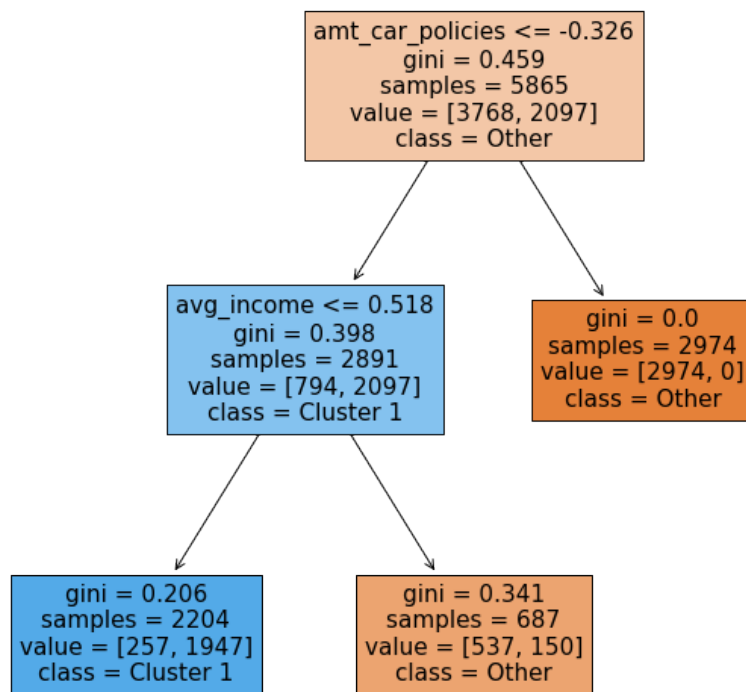 amt_car_policies <= -0.326
gini = 0.459
samples = 5865
value = [3768, 2097]
class = Other
avg_income <= 0.518
gini = 0.398
samples = 2891
value = [794, 2097]
class = Cluster 1
gini = 0.0
samples = 2974
value = [2974, 0]
class = Other
gini = 0.206
samples = 2204
value = [257, 1947]
class = Cluster 1
gini = 0.341
samples = 687
value = [537, 150]
class = Other